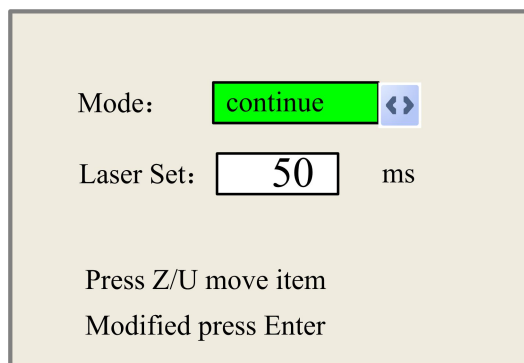 Mode： continue
Laser Set： 50 ms
Press Z/U move item
Modified press Enter